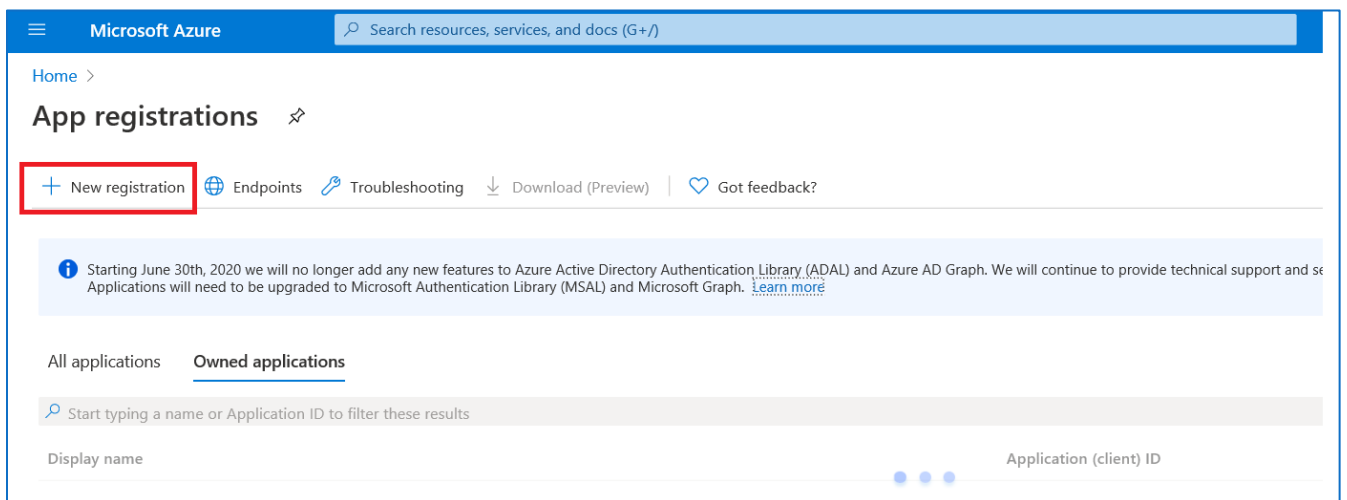 Microsoft Azure
Search resources, services, and docs (G+/)
Home >
App registrations
+ New registration
Endpoints
Troubleshooting
Download (Preview)
Got feedback?
Starting June 30th, 2020 we will no longer add any new features to Azure Active Directory Authentication Library (ADAL) and Azure AD Graph. We will continue to provide technical support and se
Applications will need to be upgraded to Microsoft Authentication Library (MSAL) and Microsoft Graph. Learn more
All applications
Owned applications
Start typing a name or Application ID to filter these results
Display name
Application (client) ID